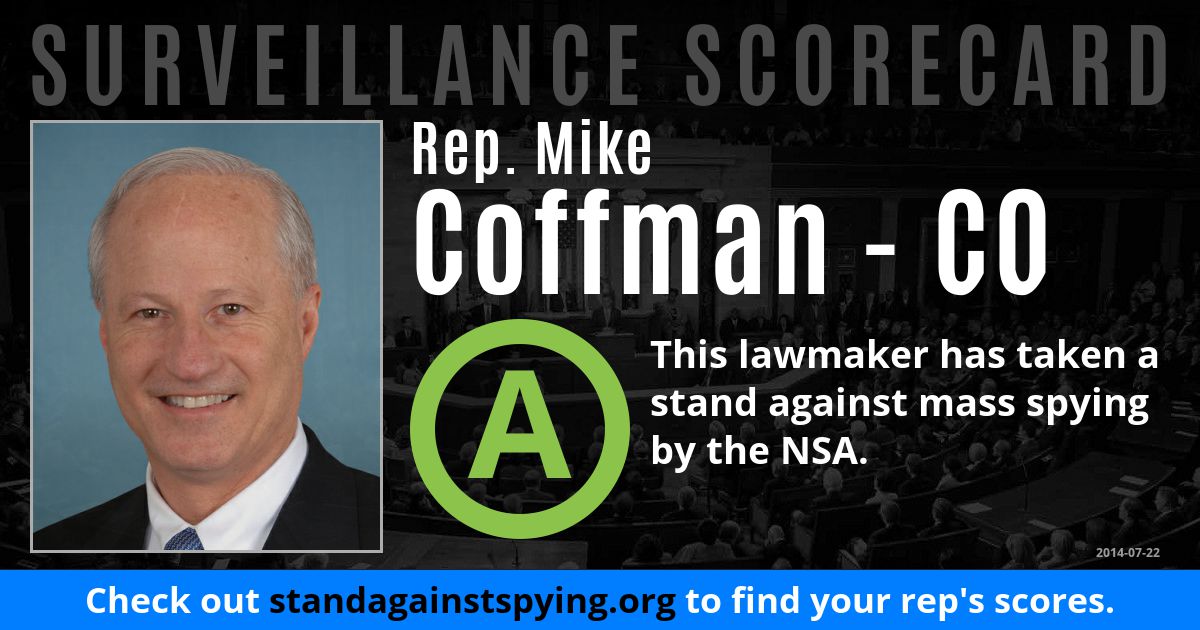 SURVEILLANCE SCORECARD
Rep. Mike
Coffman - CO
A
This lawmaker has taken a
stand against mass spying
by the NSA.
2014-07-22
Check out standagainstspying.org to find your rep's scores.